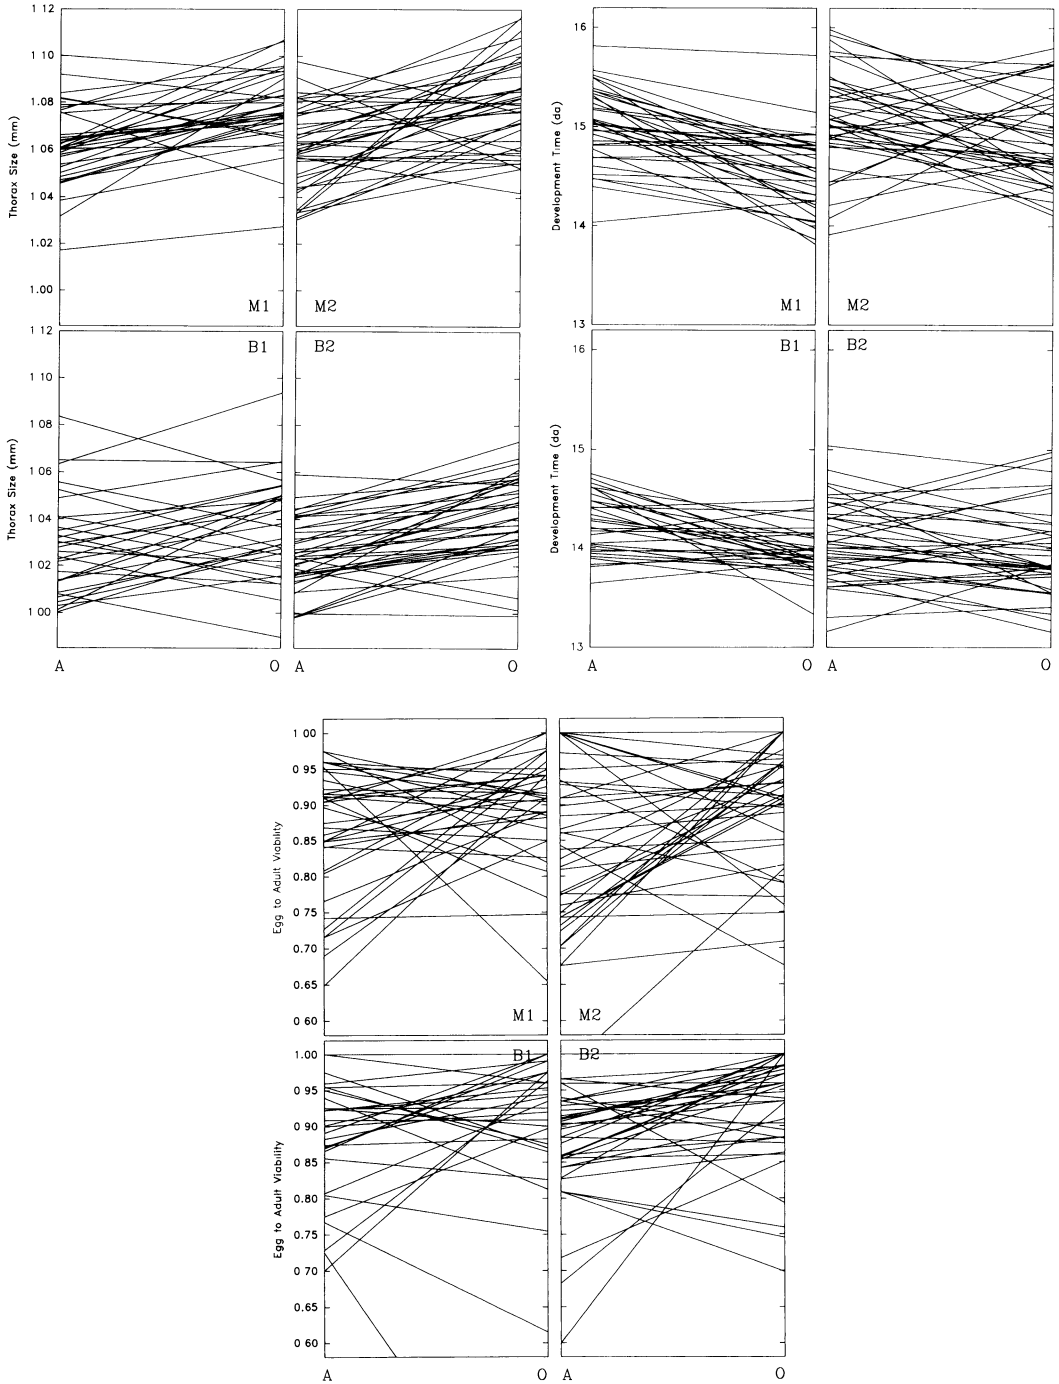 1 12
1 10
1.08
1.06
1 04
1 02
1.00
Thorax Size (mm)
M1
M2
1 12
1 10
1 08
1 06
1 04
1 02
1 00
Thorax Size (mm)
B1
B2
A
O
A
O
16
15
14
13
Development Time (da)
M1
M2
16
15
14
13
Development Time (da)
B1
B2
A
O
A
O
1 00
0 95
0.90
0.85
0.80
0.75
0.70
0.65
0 60
Egg to Adult Viability
M1
M2
1.00
0.95
0 90
0.85
0.80
0.75
0.70
0.65
0 60
Egg to Adult Viability
B1
B2
A
O
A
O